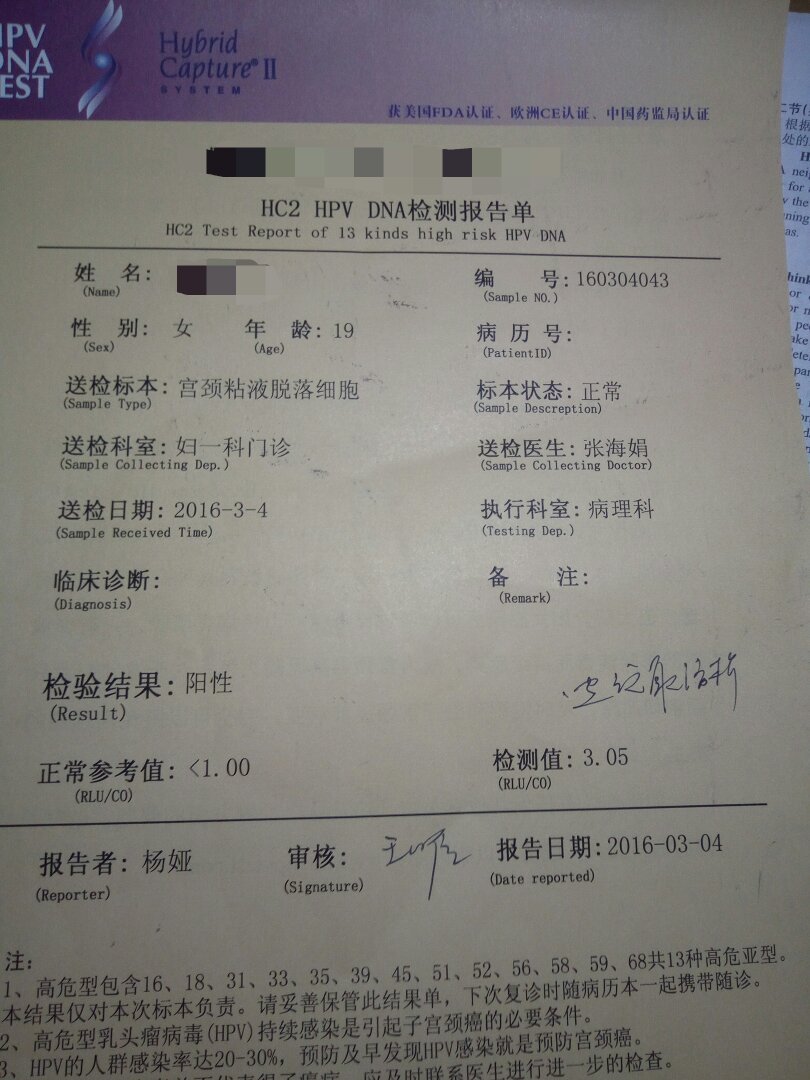 HPV
DNA
TEST
Hybrid
Capture® II
SYSTEM
获美国FDA认证、欧洲CE认证、中国药监局认证
HC2 HPV DNA检测报告单
HC2 Test Report of 13 kinds high risk HPV DNA
姓 名: 编 号: 160304043
(Name) (Sample NO.)
性 别: 女 年 龄: 19 病 历 号:
(Sex) (Age) (PatientID)
送检标本: 宫颈粘液脱落细胞 标本状态: 正常
(Sample Type) (Sample Descreption)
送检科室: 妇一科门诊 送检医生: 张海娟
(Sample Collecting Dep.) (Sample Collecting Doctor)
送检日期: 2016-3-4 执行科室: 病理科
(Sample Received Time) (Testing Dep.)
临床诊断: 备 注:
(Diagnosis) (Remark)
检验结果: 阳性
(Result)
正常参考值: <1.00 检测值: 3.05
(RLU/CO) (RLU/CO)
报告者: 杨娅 审核: 报告日期: 2016-03-04
(Reporter) (Signature) (Date reported)
注:
1、高危型包含16、18、31、33、35、39、45、51、52、56、58、59、68共13种高危亚型。
本结果仅对本次标本负责。请妥善保管此结果单，下次复诊时随病历本一起携带随诊。
2、高危型乳头瘤病毒(HPV)持续感染是引起子宫颈癌的必要条件。
3、HPV的人群感染率达20-30%，预防及早发现HPV感染就是预防宫颈癌。
应及时联系医生进行进一步的检查。